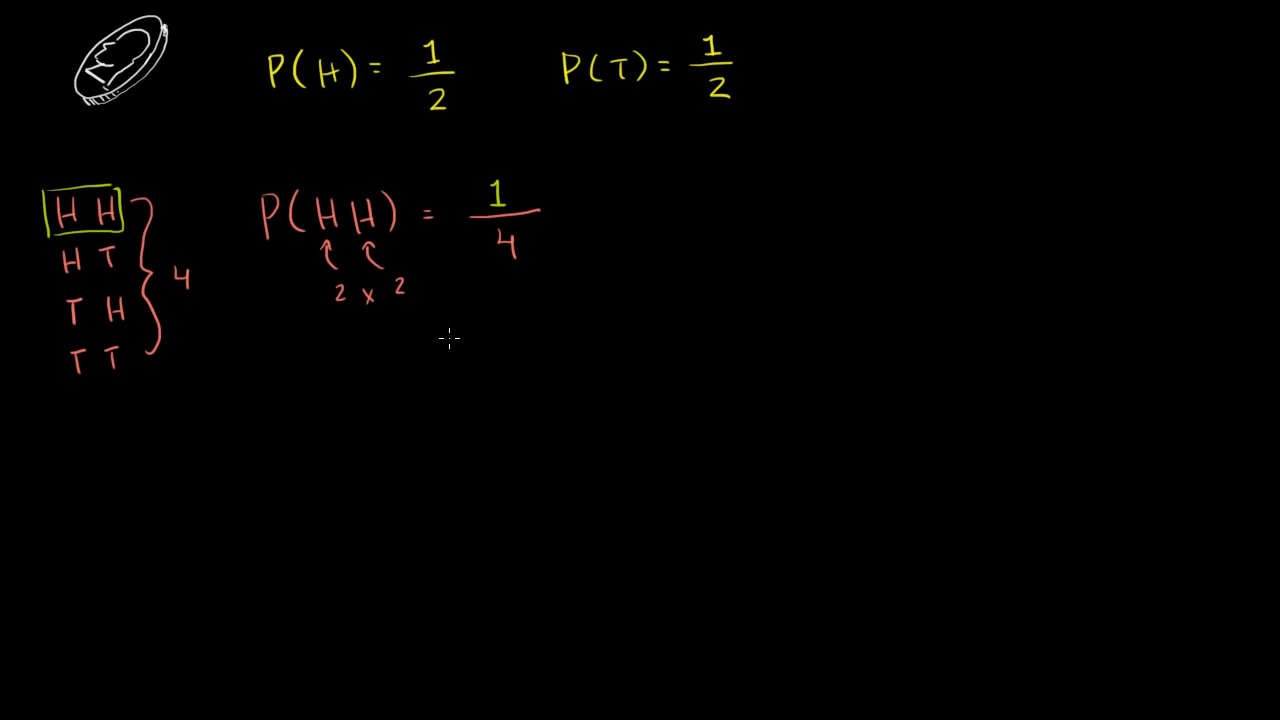 P(H) = 1/2 P(T) = 1/2
H H
H T
T H
T T
4
P(H H) = 1/4
2 x 2